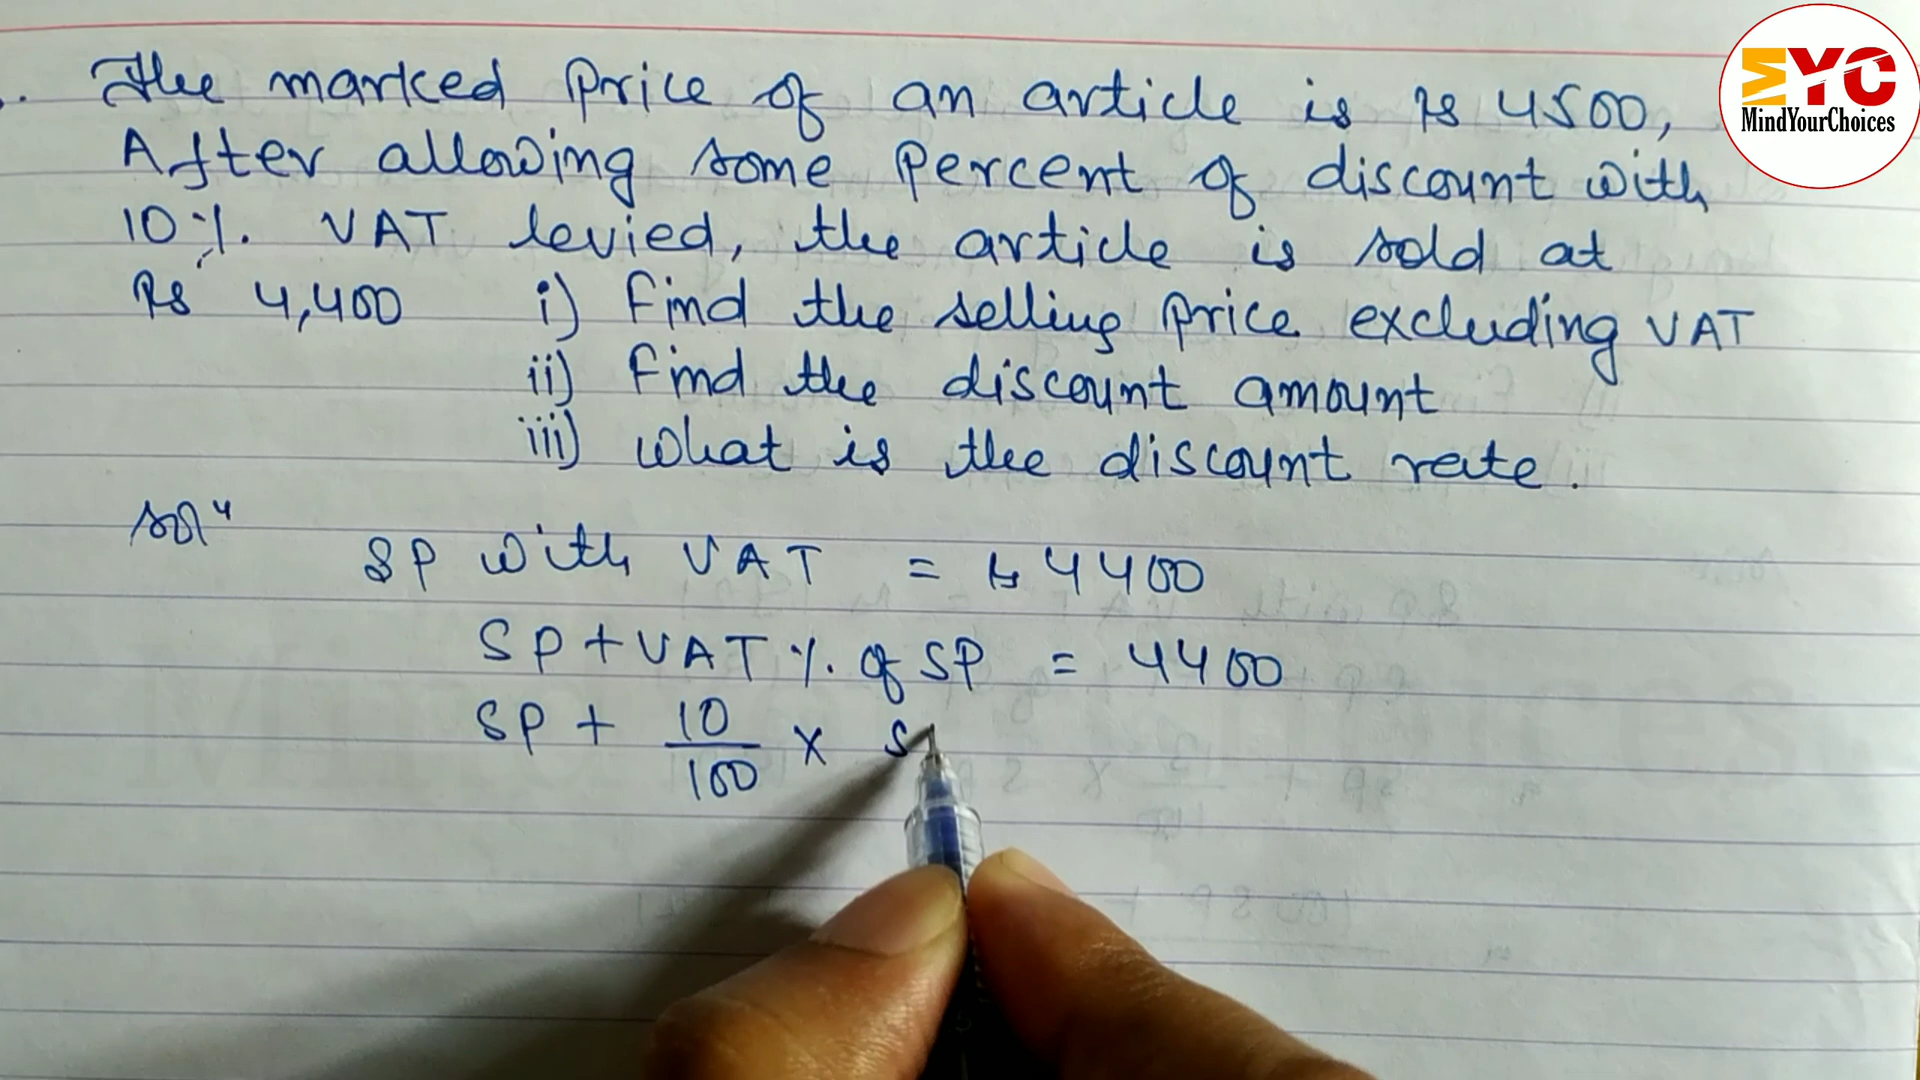 The marked price of an article is Rs 4500,
After allowing some percent of discount with
10%. VAT levied, the article is sold at
Rs 4,400 i) Find the selling price excluding VAT
ii) Find the discount amount
iii) What is the discount rate.
Solⁿ
SP with VAT = Rs 4400
SP + VAT %. of SP = 4400
SP + 10/100 × S
MYC
MindYourChoices